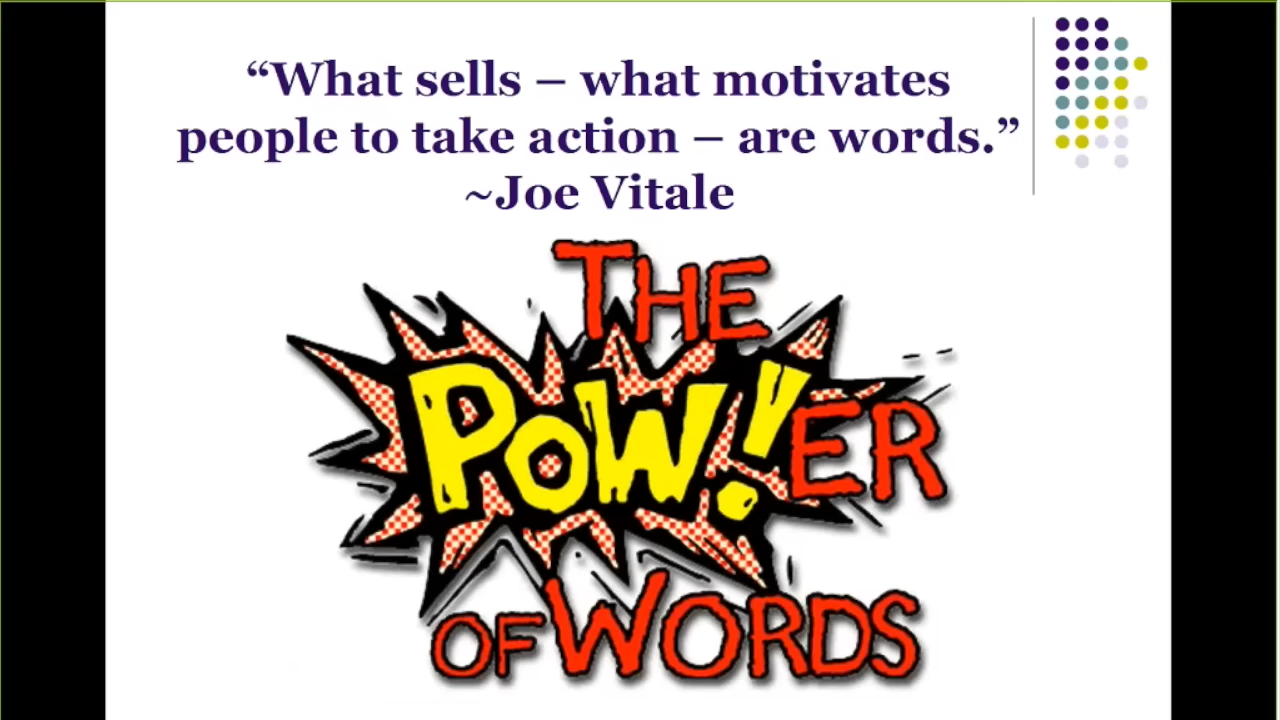 “What sells – what motivates
people to take action – are words.”
~Joe Vitale
THE
POW!ER
OF WORDS